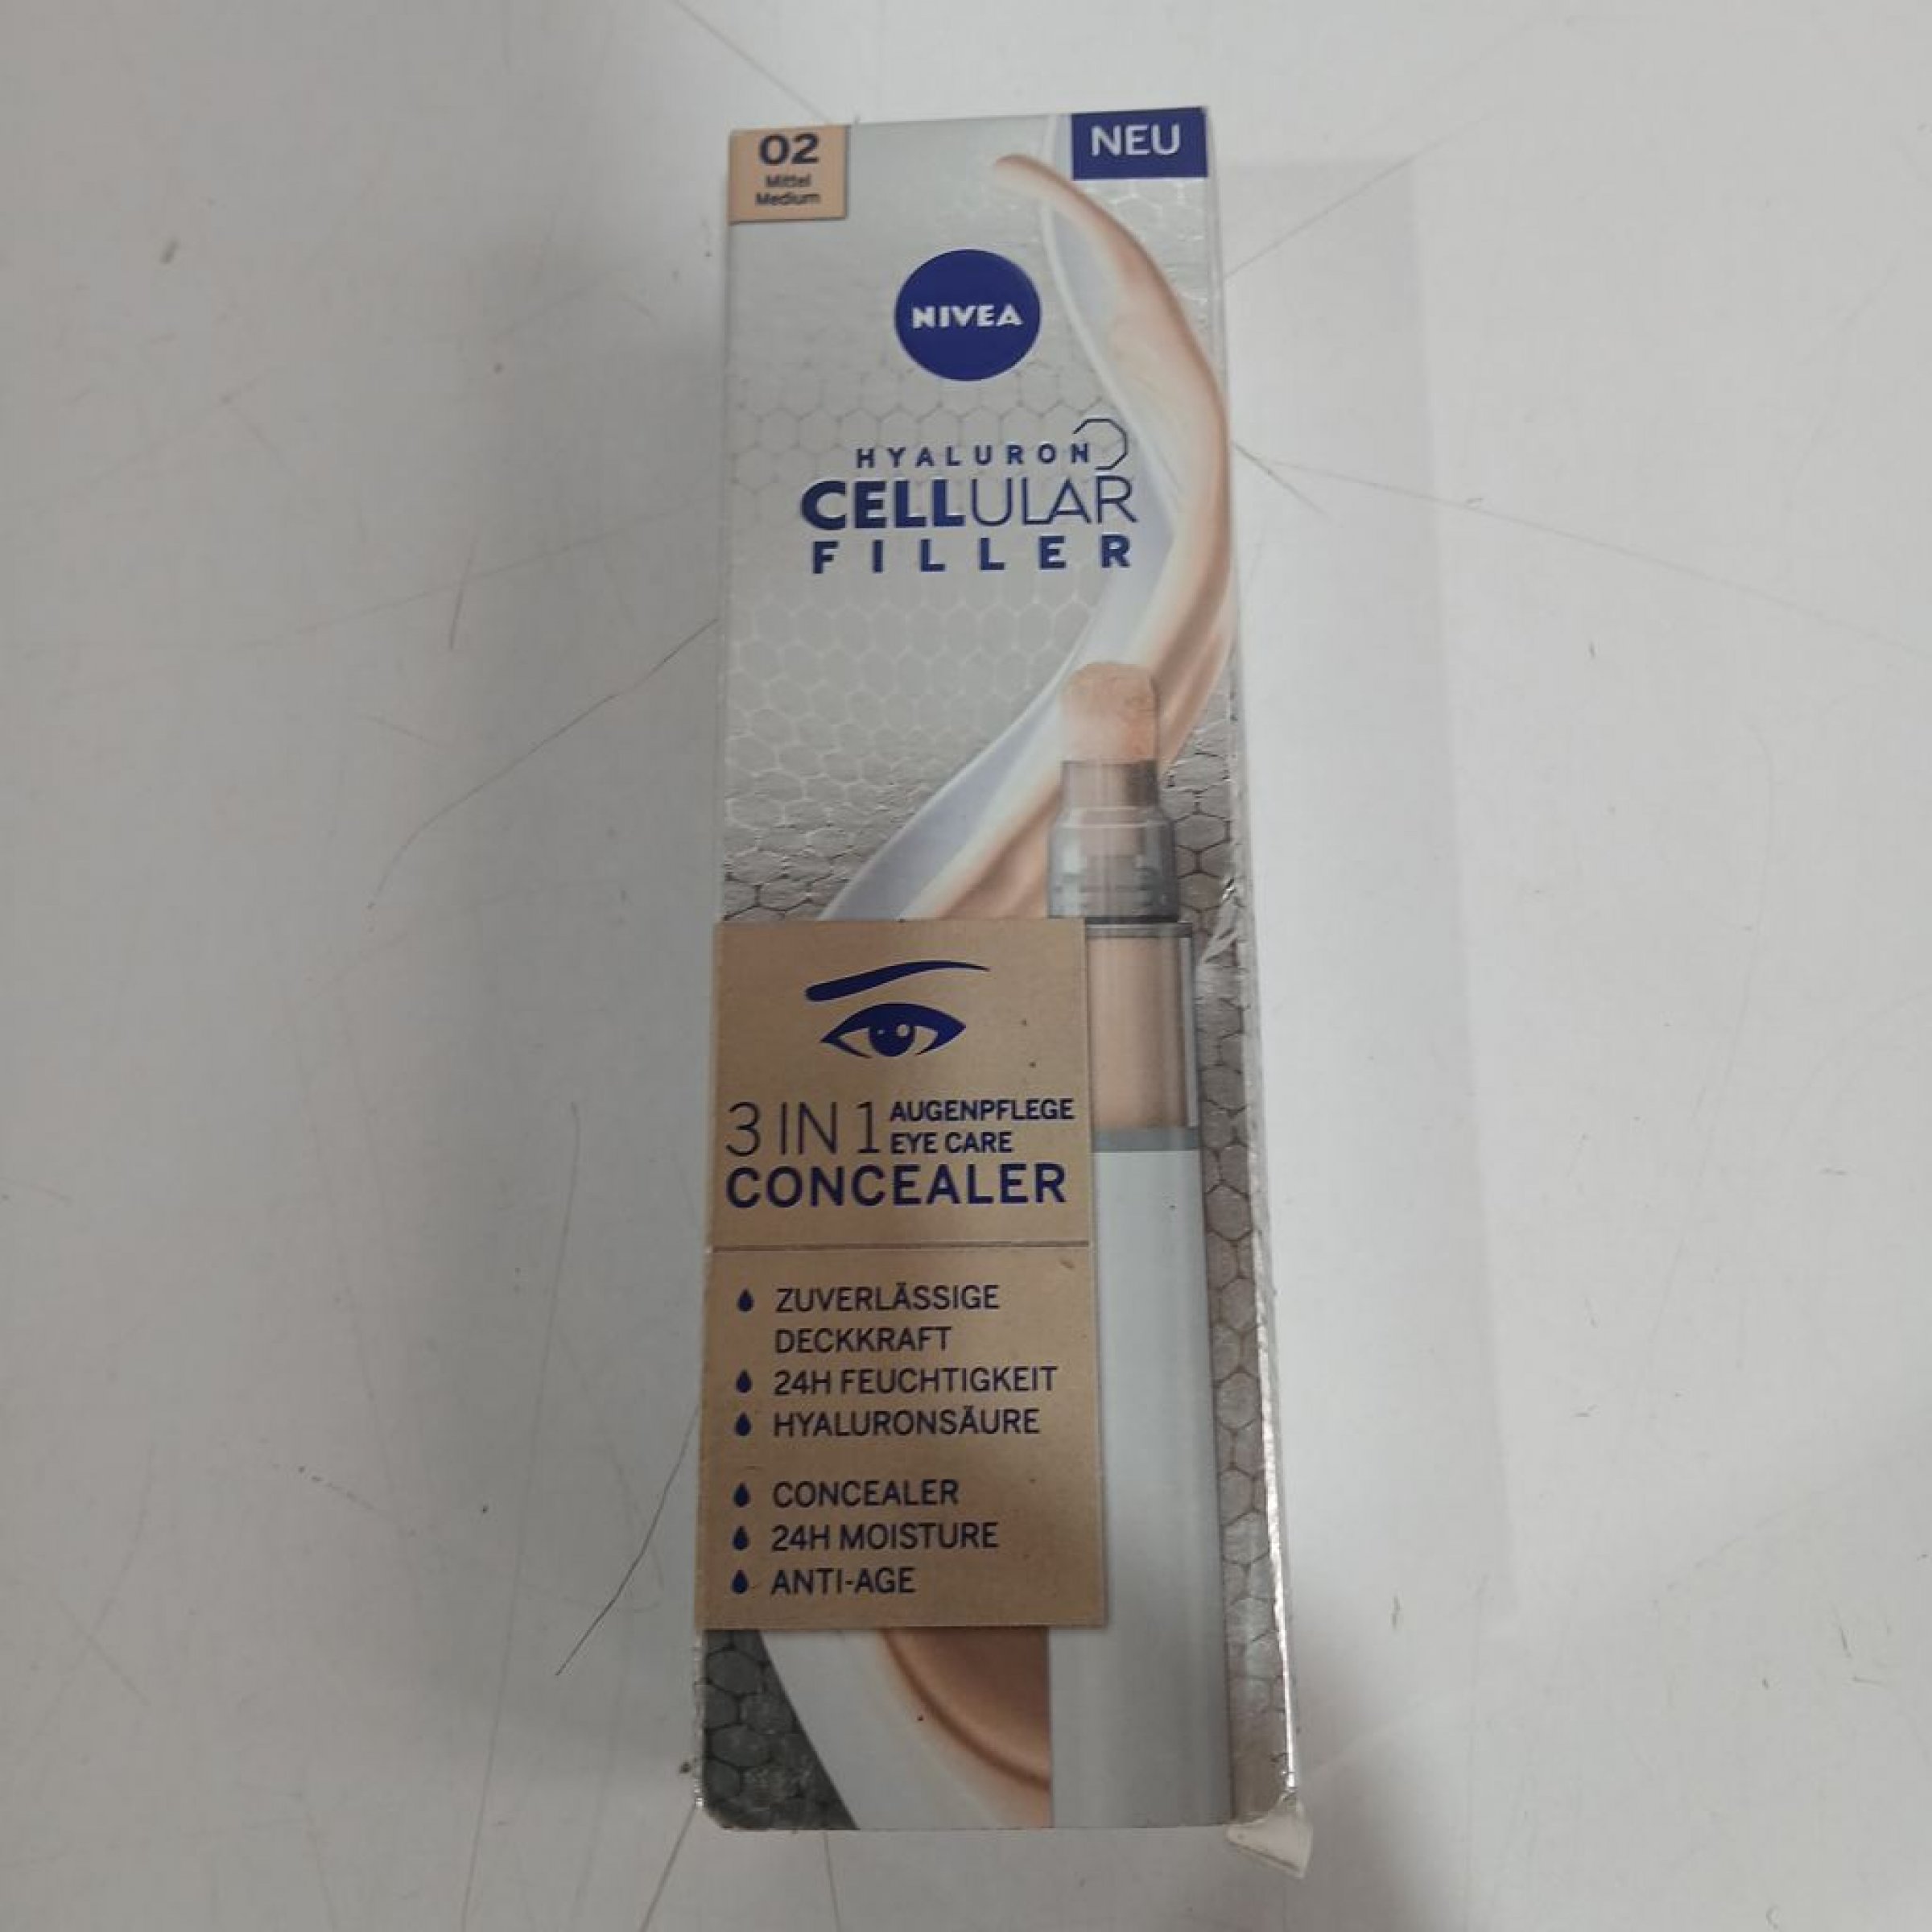 02
Mittel
Medium
NEU
NIVEA
HYALURON
CELLULAR
FILLER
3 IN 1 AUGENPFLEGE
EYE CARE
CONCEALER
ZUVERLÄSSIGE
DECKKRAFT
24H FEUCHTIGKEIT
HYALURONSÄURE
CONCEALER
24H MOISTURE
ANTI-AGE